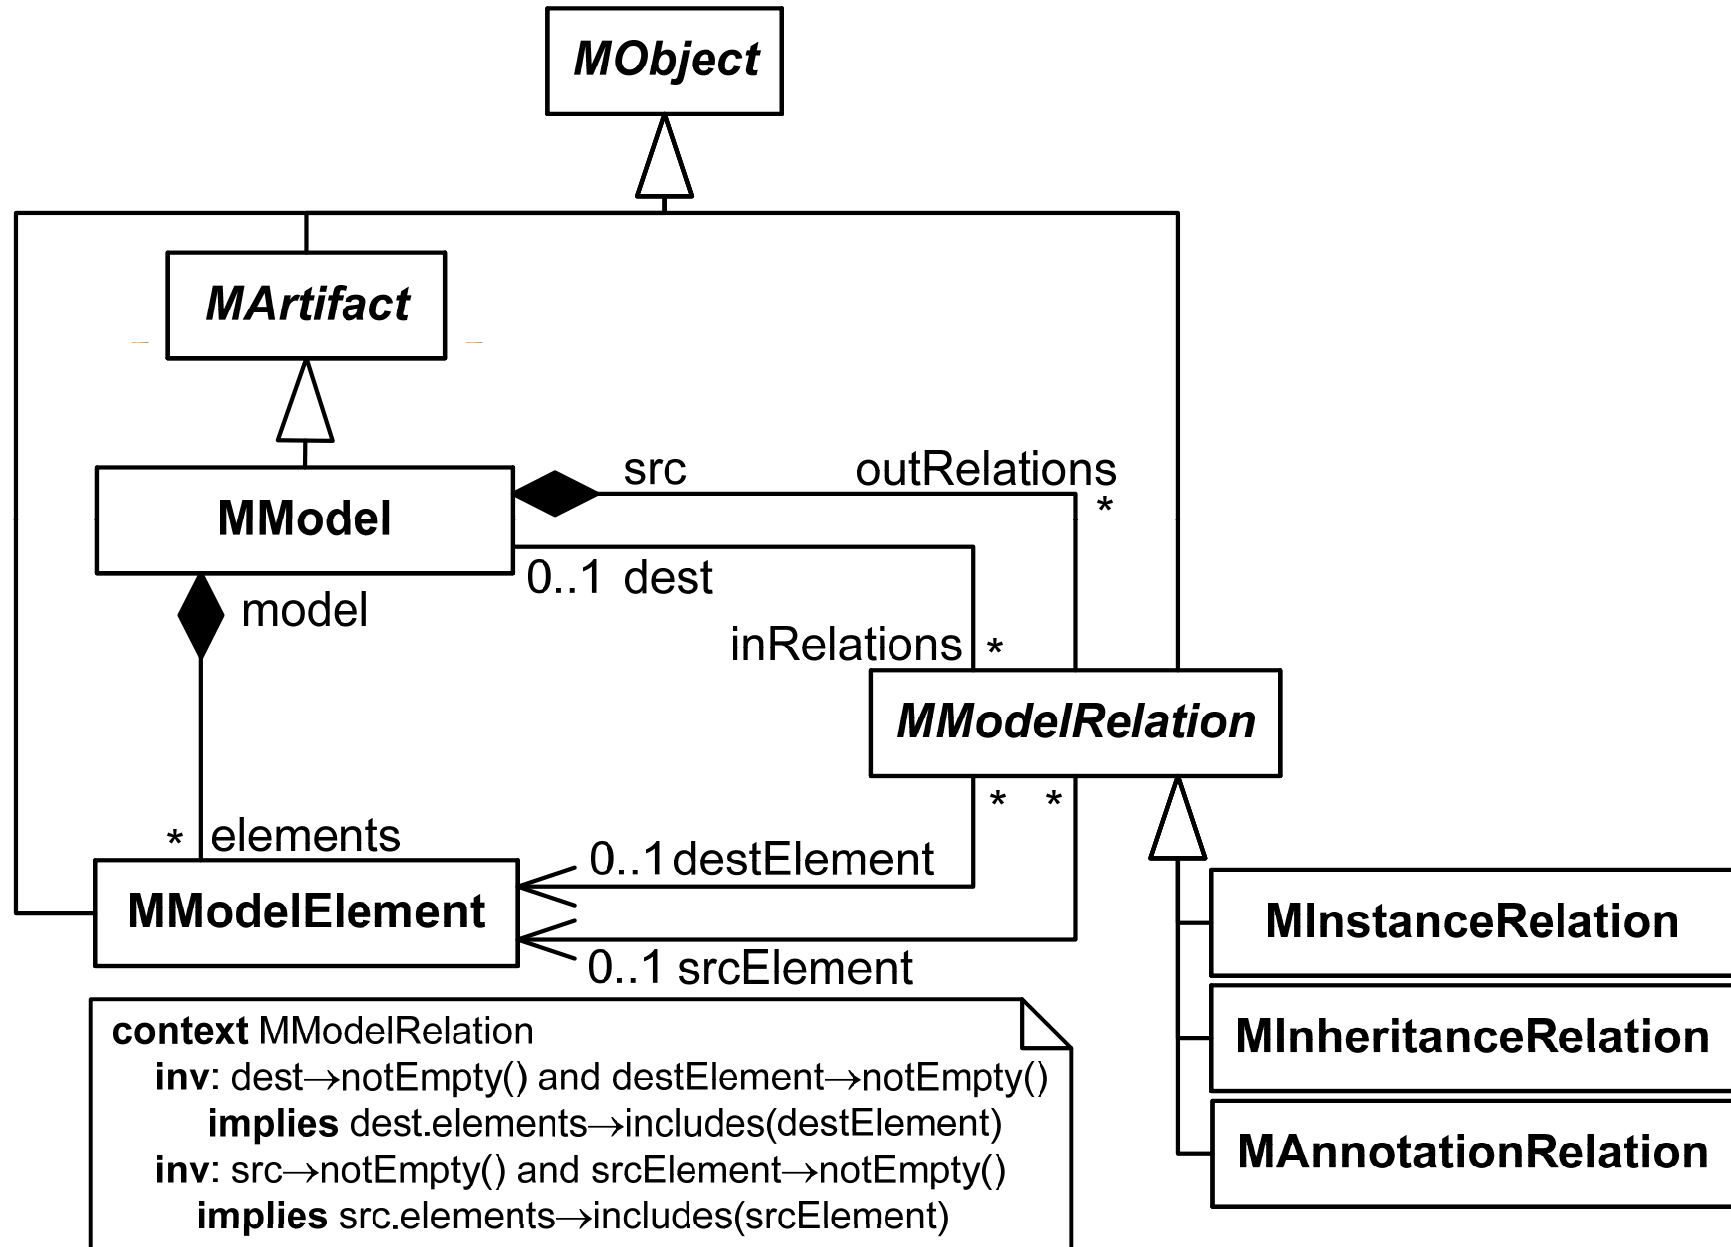 MObject
MArtifact
MModel
src
outRelations
*
0..1 dest
model
inRelations *
MModelRelation
* *
* elements
0..1 destElement
MModelElement
0..1 srcElement
MInstanceRelation
MInheritanceRelation
MAnnotationRelation
context MModelRelation
inv: dest→notEmpty() and destElement→notEmpty()
implies dest.elements→includes(destElement)
inv: src→notEmpty() and srcElement→notEmpty()
implies src.elements→includes(srcElement)